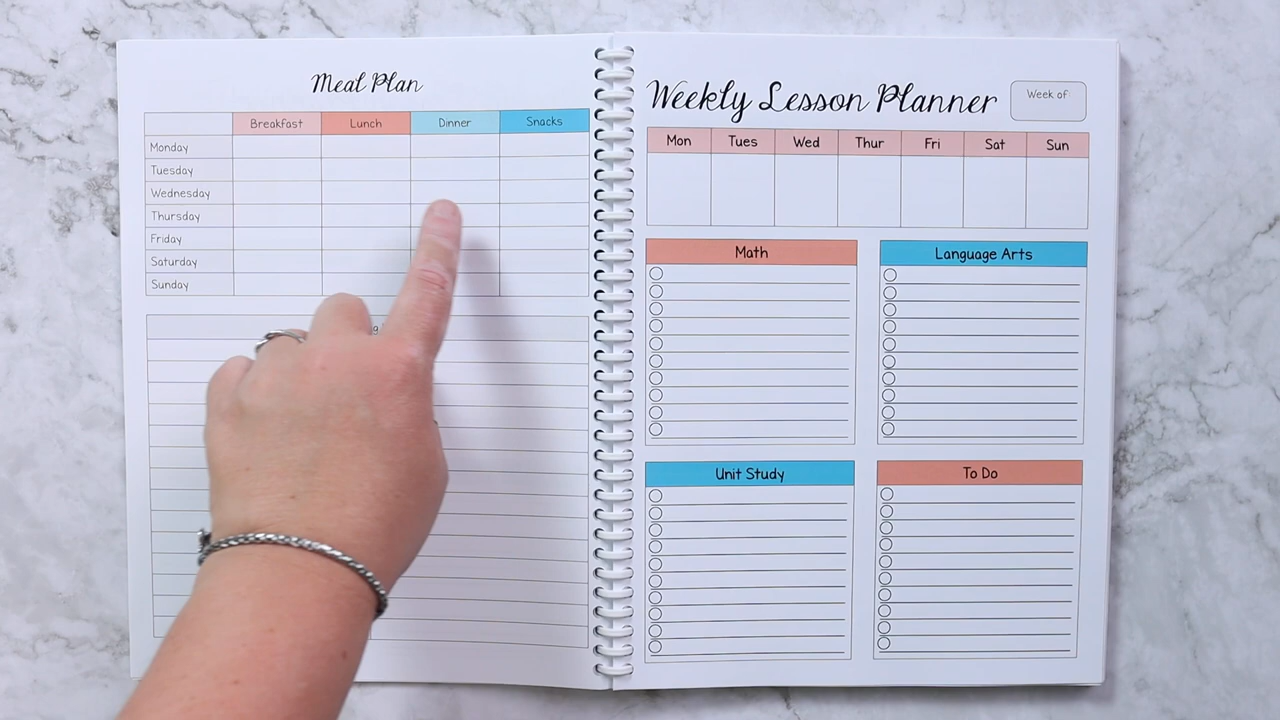 Meal Plan
Breakfast Lunch Dinner Snacks
Monday
Tuesday
Wednesday
Thursday
Friday
Saturday
Sunday
Weekly Lesson Planner
Week of:
Mon Tues Wed Thur Fri Sat Sun
Math
Language Arts
Unit Study
To Do